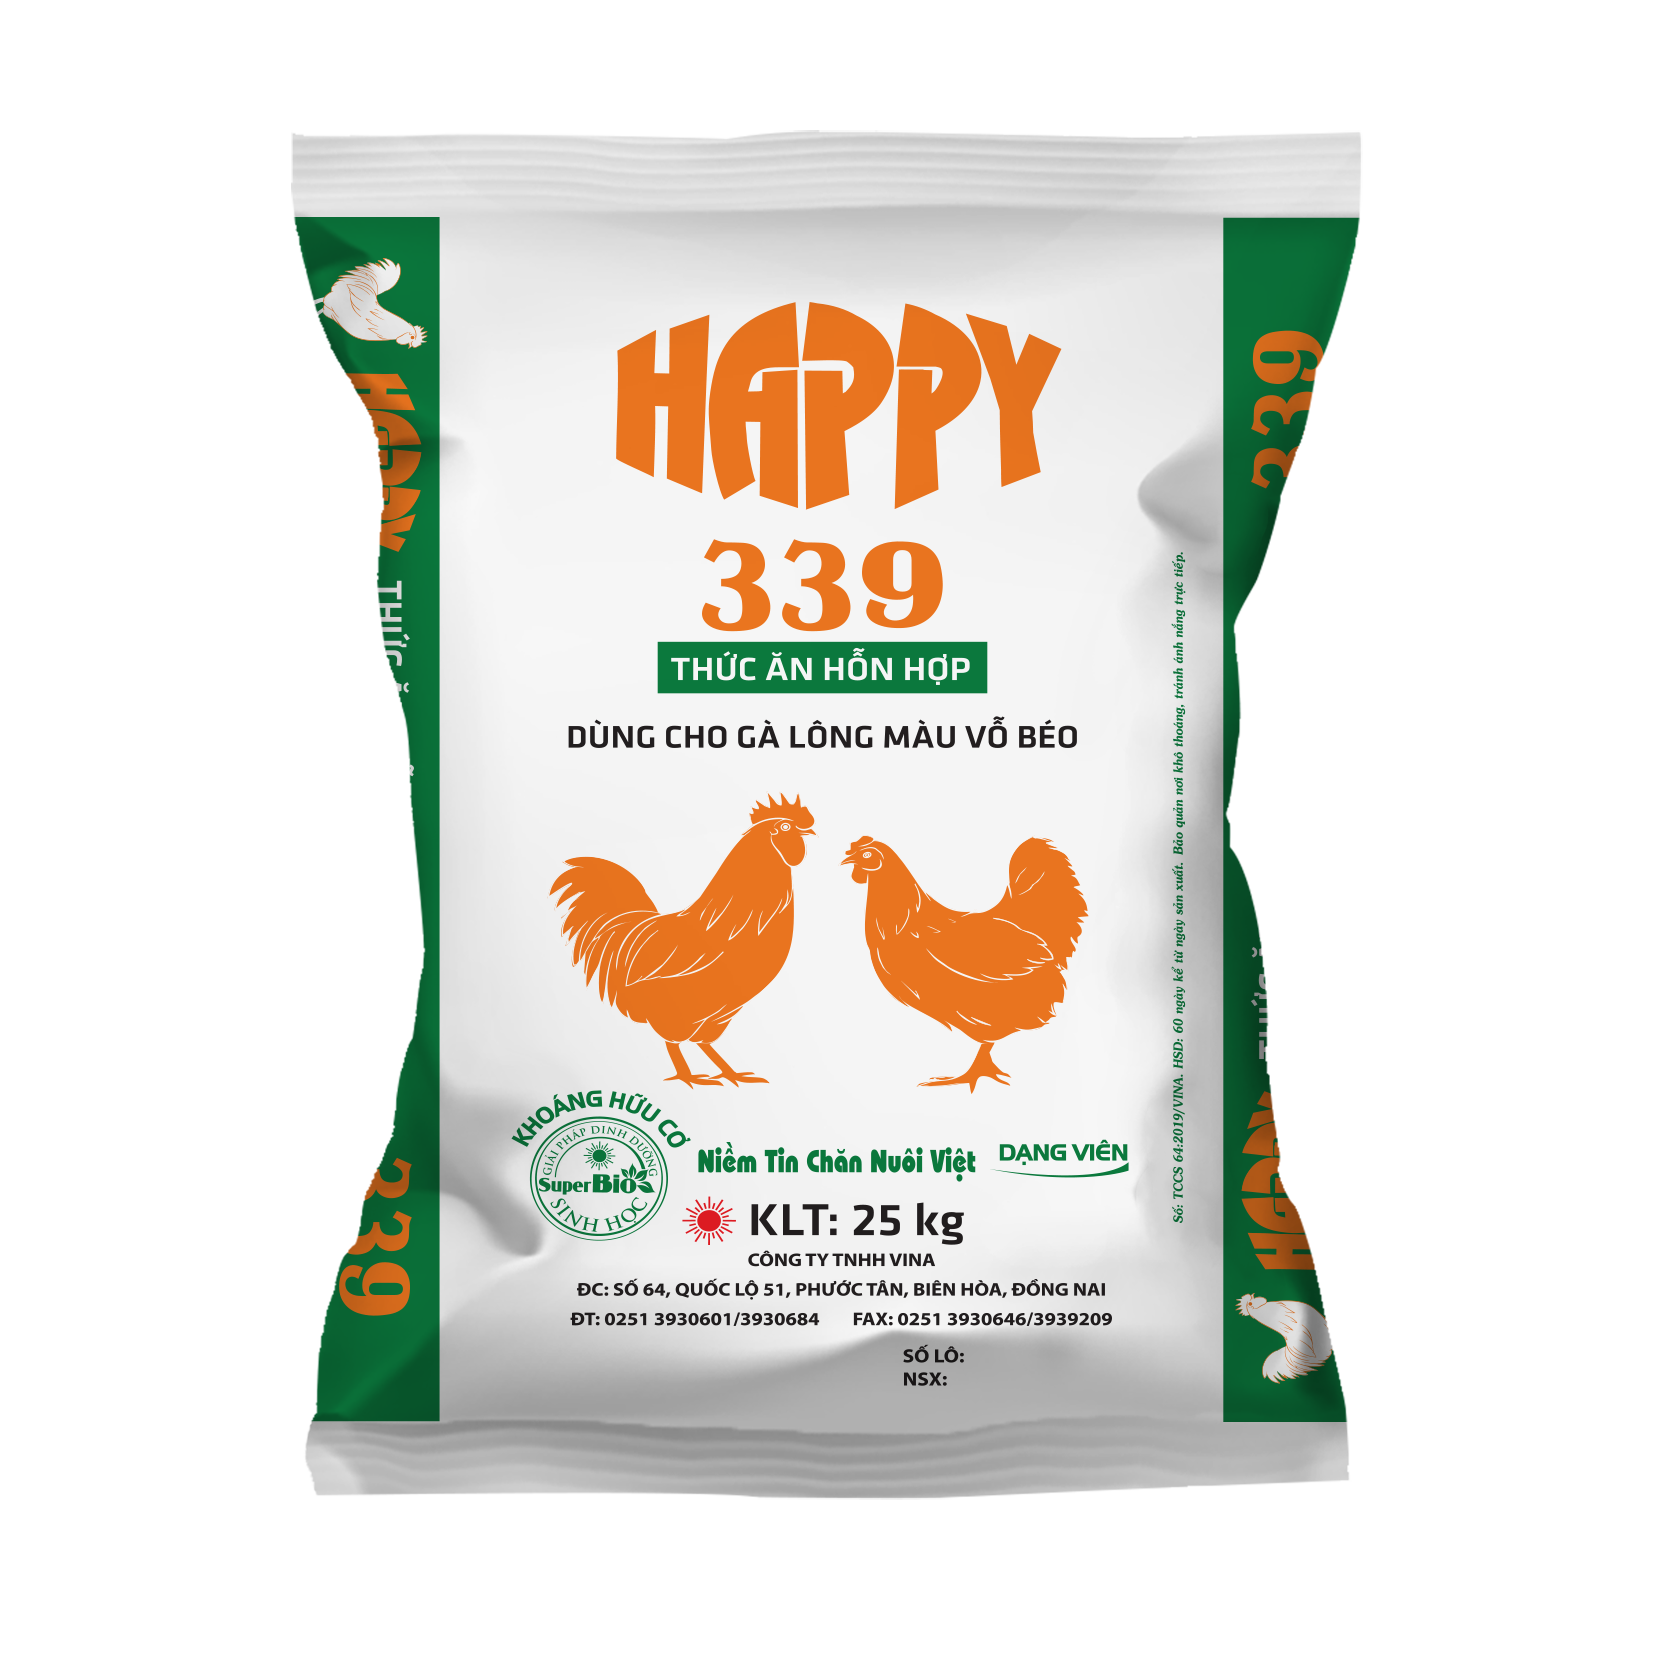 HAPPY
339
THỨC ĂN HỖN HỢP
DÙNG CHO GÀ LÔNG MÀU VỖ BÉO
KHOÁNG HỮU CƠ
GIẢI PHÁP DINH DƯỠNG
SuperBio
SINH HỌC
Niềm Tin Chăn Nuôi Việt
DẠNG VIÊN
KLT: 25 kg
CÔNG TY TNHH VINA
ĐC: SỐ 64, QUỐC LỘ 51, PHƯỚC TÂN, BIÊN HÒA, ĐỒNG NAI
ĐT: 0251 3930601/3930684 FAX: 0251 3930646/3939209
SỐ LÔ:
NSX:
Số: TCCS 64:2019/VINA. HSD: 60 ngày kể từ ngày sản xuất. Bảo quản nơi khô thoáng, tránh ánh nắng trực tiếp.
HAPPY
THỨC
339
339
HAPPY